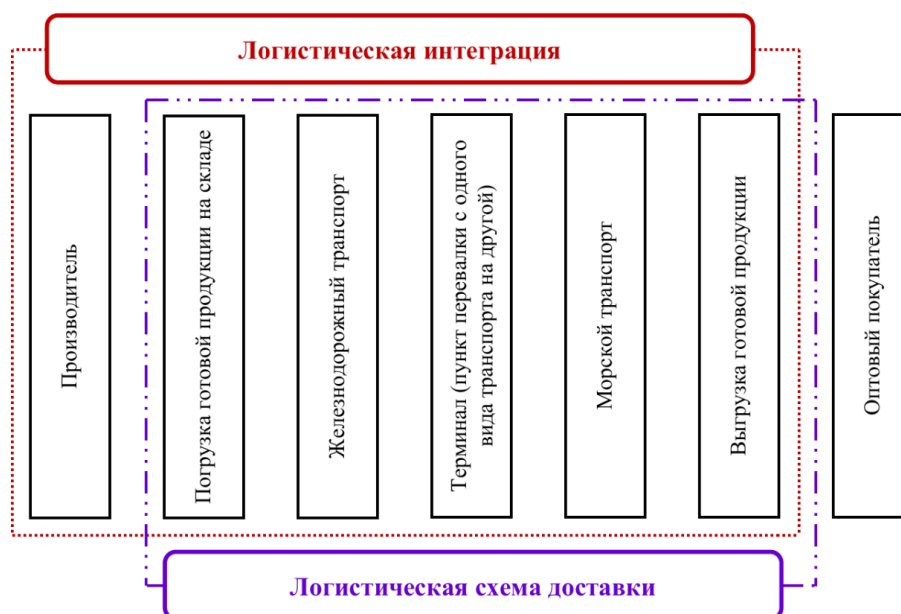 Логистическая интеграция
Производитель
Погрузка готовой продукции на складе
Железнодорожный транспорт
Терминал (пункт перевалки с одного
вида транспорта на другой)
Морской транспорт
Выгрузка готовой продукции
Оптовый покупатель
Логистическая схема доставки